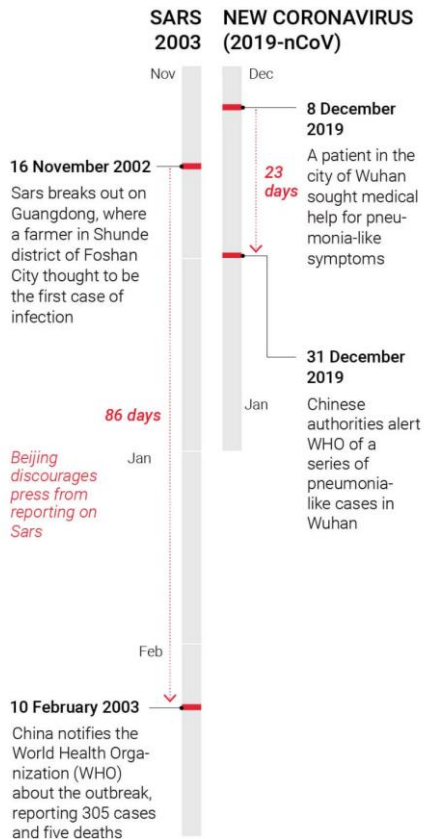 SARS
2003
NEW CORONAVIRUS
(2019-nCoV)
Nov
16 November 2002
Sars breaks out on
Guangdong, where
a farmer in Shunde
district of Foshan
City thought to be
the first case of
infection
86 days
Beijing
discourages
press from
reporting on
Sars
Jan
Feb
10 February 2003
China notifies the
World Health Orga-
nization (WHO)
about the outbreak,
reporting 305 cases
and five deaths
Dec
8 December
2019
A patient in the
city of Wuhan
sought medical
help for pneu-
monia-like
symptoms
23
days
31 December
2019
Chinese
authorities alert
WHO of a
series of
pneumonia-
like cases in
Wuhan
Jan